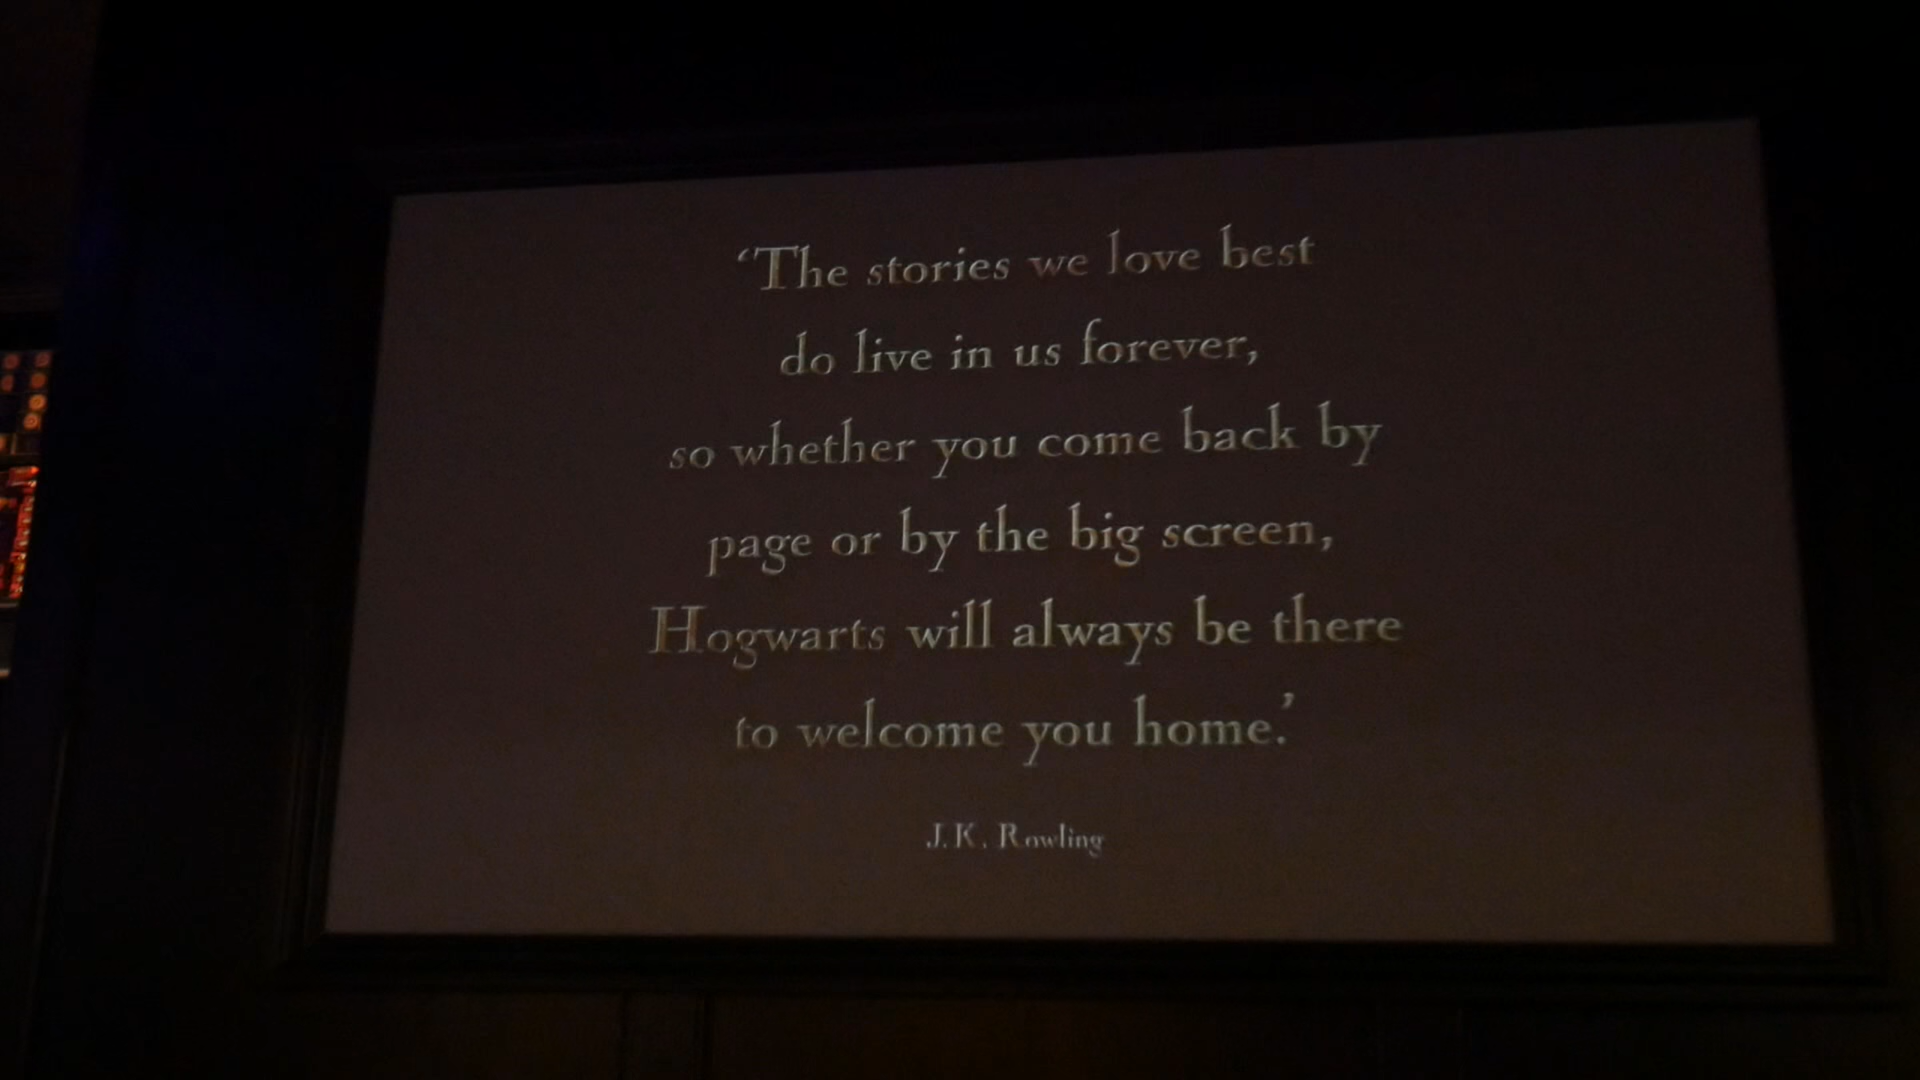 ‘The stories we love best
do live in us forever,
so whether you come back by
page or by the big screen,
Hogwarts will always be there
to welcome you home.’
J.K. Rowling